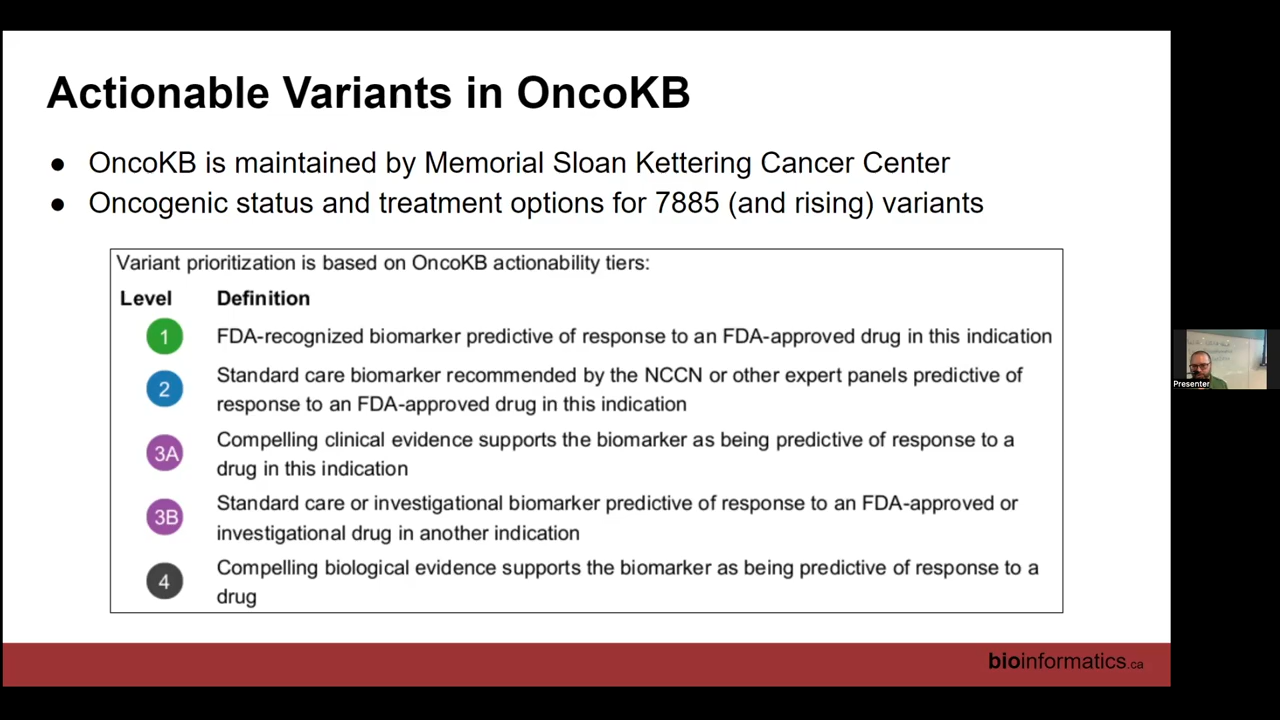 Actionable Variants in OncoKB
● OncoKB is maintained by Memorial Sloan Kettering Cancer Center
● Oncogenic status and treatment options for 7885 (and rising) variants
Variant prioritization is based on OncoKB actionability tiers:
Level Definition
1 FDA-recognized biomarker predictive of response to an FDA-approved drug in this indication
2 Standard care biomarker recommended by the NCCN or other expert panels predictive of
response to an FDA-approved drug in this indication
3A Compelling clinical evidence supports the biomarker as being predictive of response to a
drug in this indication
3B Standard care or investigational biomarker predictive of response to an FDA-approved or
investigational drug in another indication
4 Compelling biological evidence supports the biomarker as being predictive of response to a
drug
Presenter
bioinformatics.ca